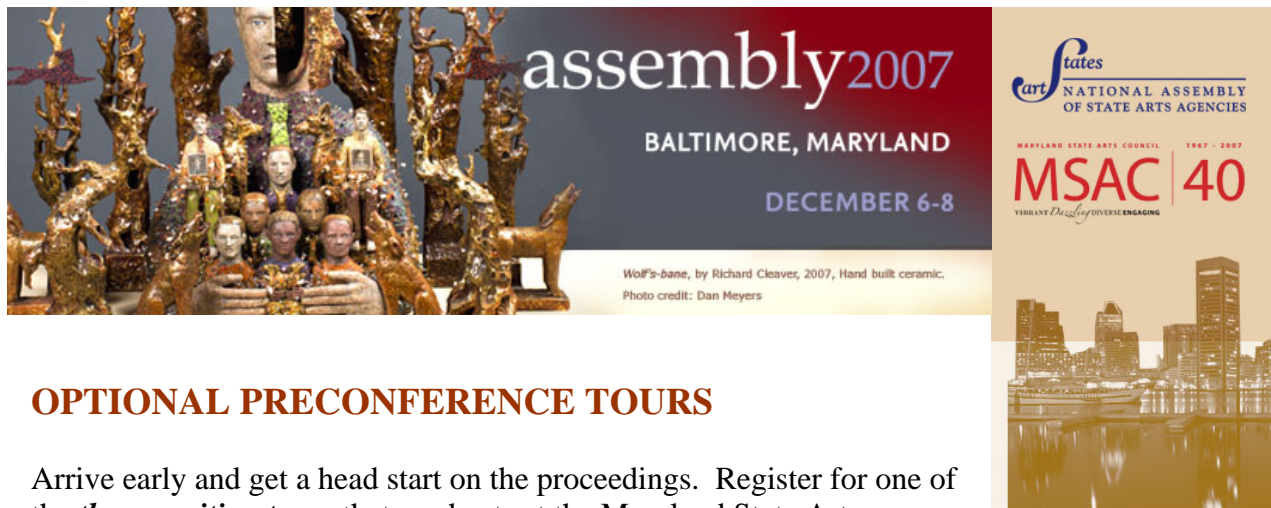 assembly2007
BALTIMORE, MARYLAND
DECEMBER 6-8
Wolf's-bane, by Richard Cleaver, 2007, Hand built ceramic.
Photo credit: Dan Meyers
art States
NATIONAL ASSEMBLY
OF STATE ARTS AGENCIES
MARYLAND STATE ARTS COUNCIL 1967 - 2007
MSAC 40
VIBRANT Dazzling DIVERSE ENGAGING
OPTIONAL PRECONFERENCE TOURS
Arrive early and get a head start on the proceedings. Register for one of